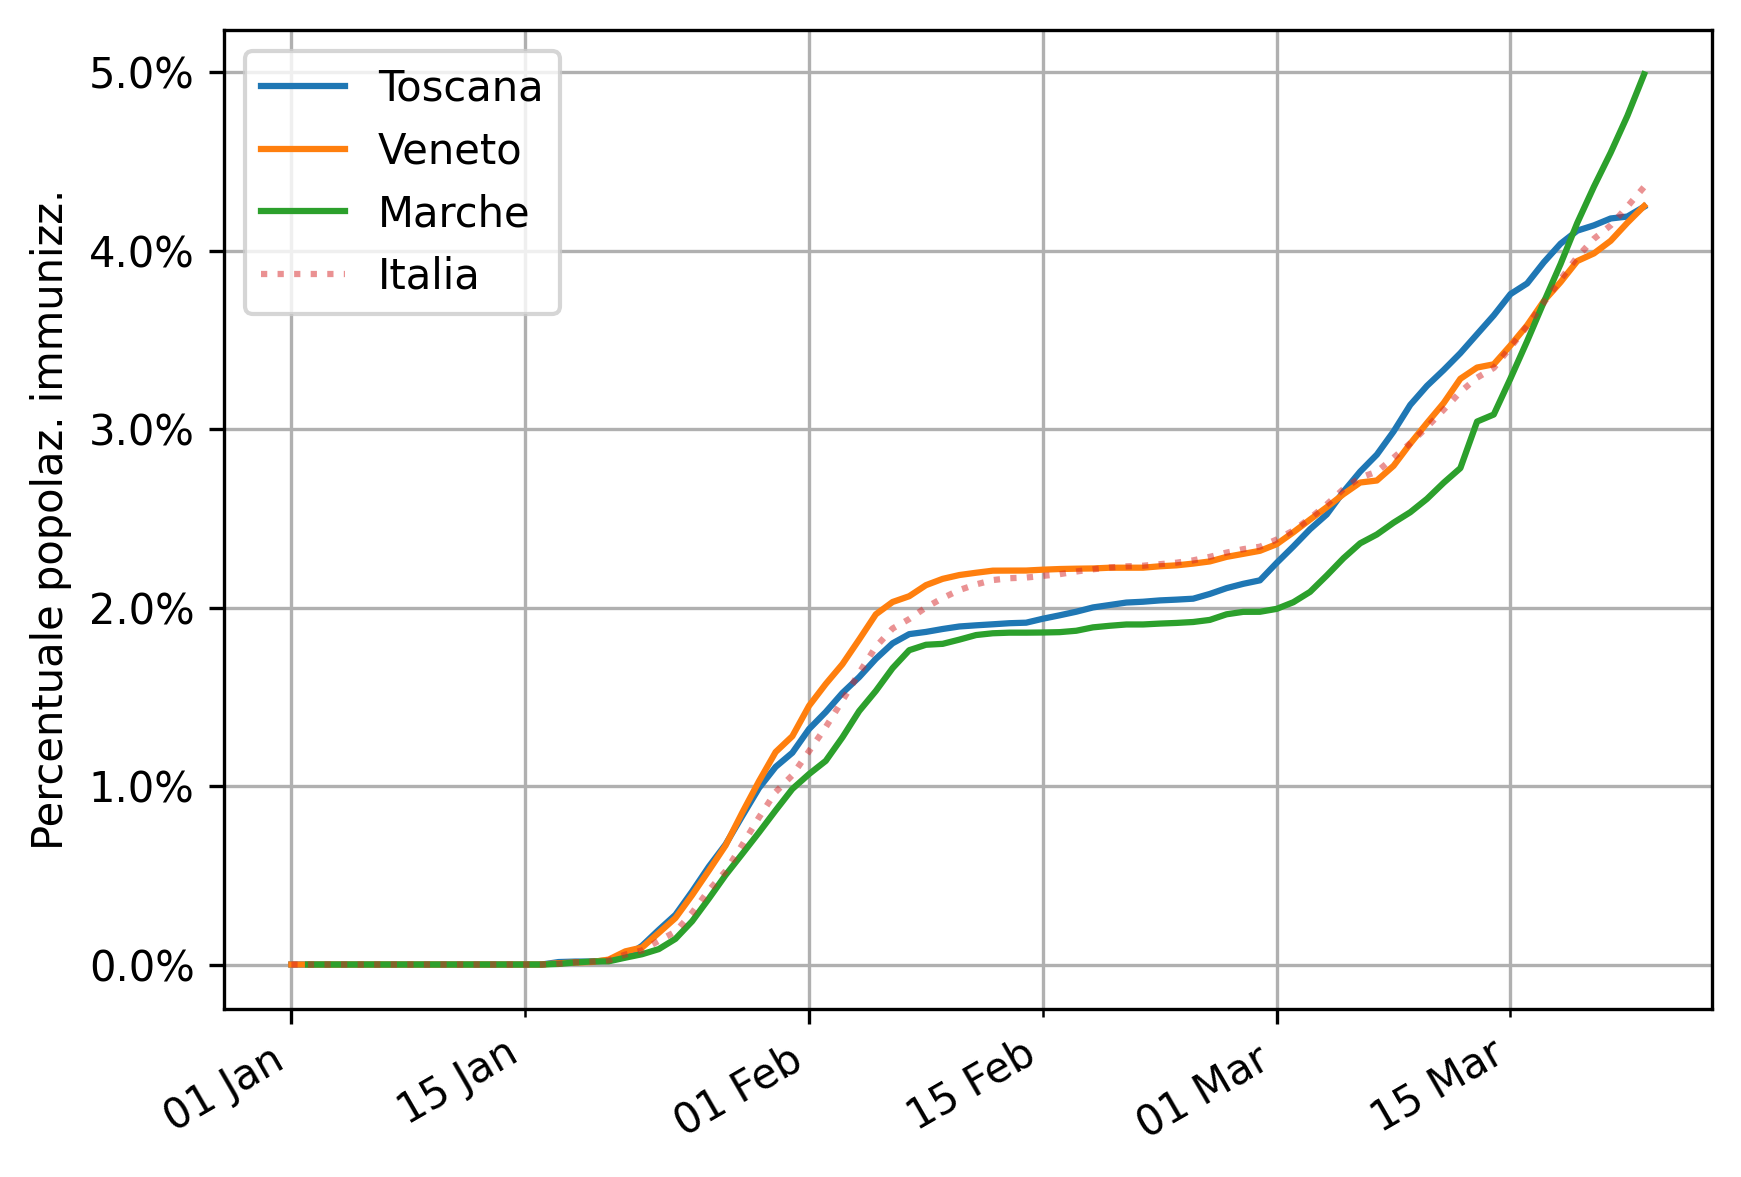 5.0%
4.0%
3.0%
2.0%
1.0%
0.0%
Percentuale popolaz. immunizz.
Toscana
Veneto
Marche
Italia
01 Jan
15 Jan
01 Feb
15 Feb
01 Mar
15 Mar